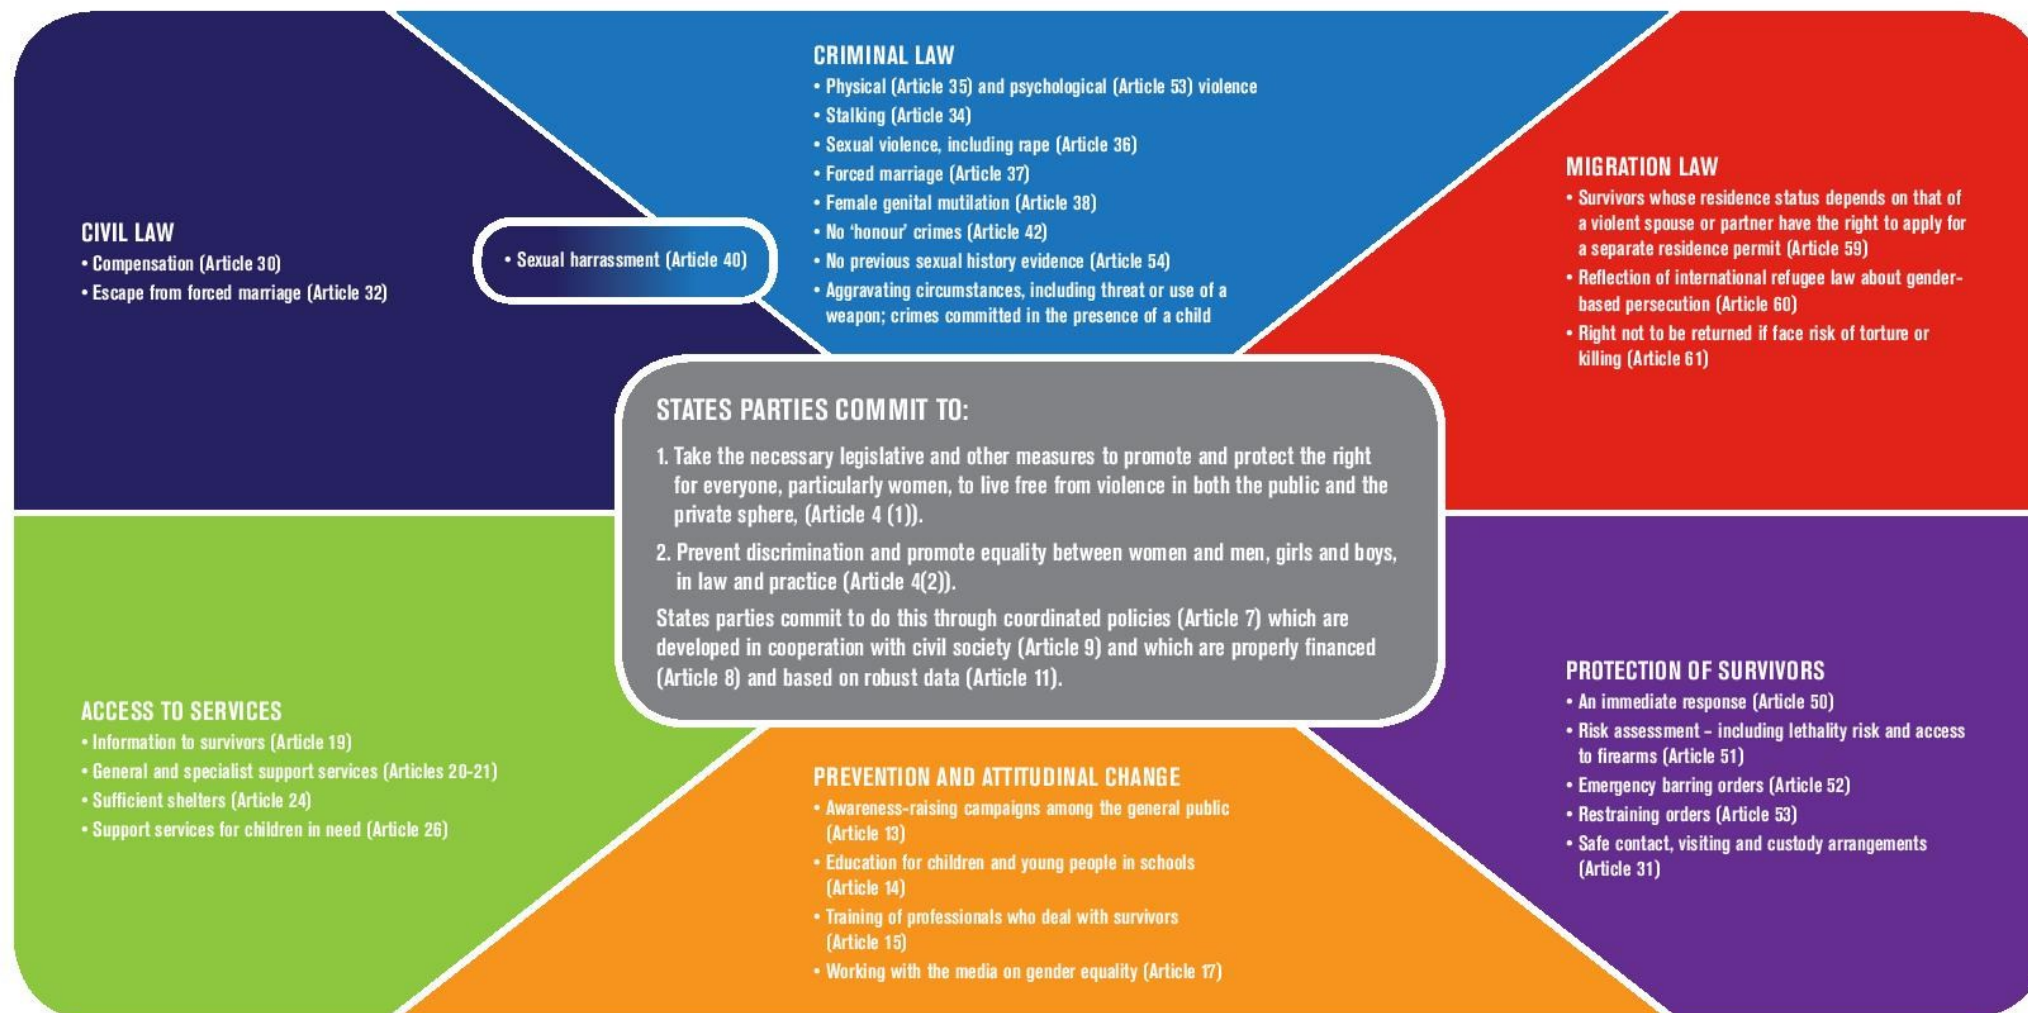 CIVIL LAW
• Compensation (Article 30)
• Escape from forced marriage (Article 32)
• Sexual harrassment (Article 40)
CRIMINAL LAW
• Physical (Article 35) and psychological (Article 53) violence
• Stalking (Article 34)
• Sexual violence, including rape (Article 36)
• Forced marriage (Article 37)
• Female genital mutilation (Article 38)
• No ‘honour’ crimes (Article 42)
• No previous sexual history evidence (Article 54)
• Aggravating circumstances, including threat or use of a
weapon; crimes committed in the presence of a child
MIGRATION LAW
• Survivors whose residence status depends on that of
a violent spouse or partner have the right to apply for
a separate residence permit (Article 59)
• Reflection of international refugee law about gender-
based persecution (Article 60)
• Right not to be returned if face risk of torture or
killing (Article 61)
STATES PARTIES COMMIT TO:
1. Take the necessary legislative and other measures to promote and protect the right
for everyone, particularly women, to live free from violence in both the public and the
private sphere, (Article 4 (1)).
2. Prevent discrimination and promote equality between women and men, girls and boys,
in law and practice (Article 4(2)).
States parties commit to do this through coordinated policies (Article 7) which are
developed in cooperation with civil society (Article 9) and which are properly financed
(Article 8) and based on robust data (Article 11).
ACCESS TO SERVICES
• Information to survivors (Article 19)
• General and specialist support services (Articles 20-21)
• Sufficient shelters (Article 24)
• Support services for children in need (Article 26)
PREVENTION AND ATTITUDINAL CHANGE
• Awareness-raising campaigns among the general public
(Article 13)
• Education for children and young people in schools
(Article 14)
• Training of professionals who deal with survivors
(Article 15)
• Working with the media on gender equality (Article 17)
PROTECTION OF SURVIVORS
• An immediate response (Article 50)
• Risk assessment – including lethality risk and access
to firearms (Article 51)
• Emergency barring orders (Article 52)
• Restraining orders (Article 53)
• Safe contact, visiting and custody arrangements
(Article 31)